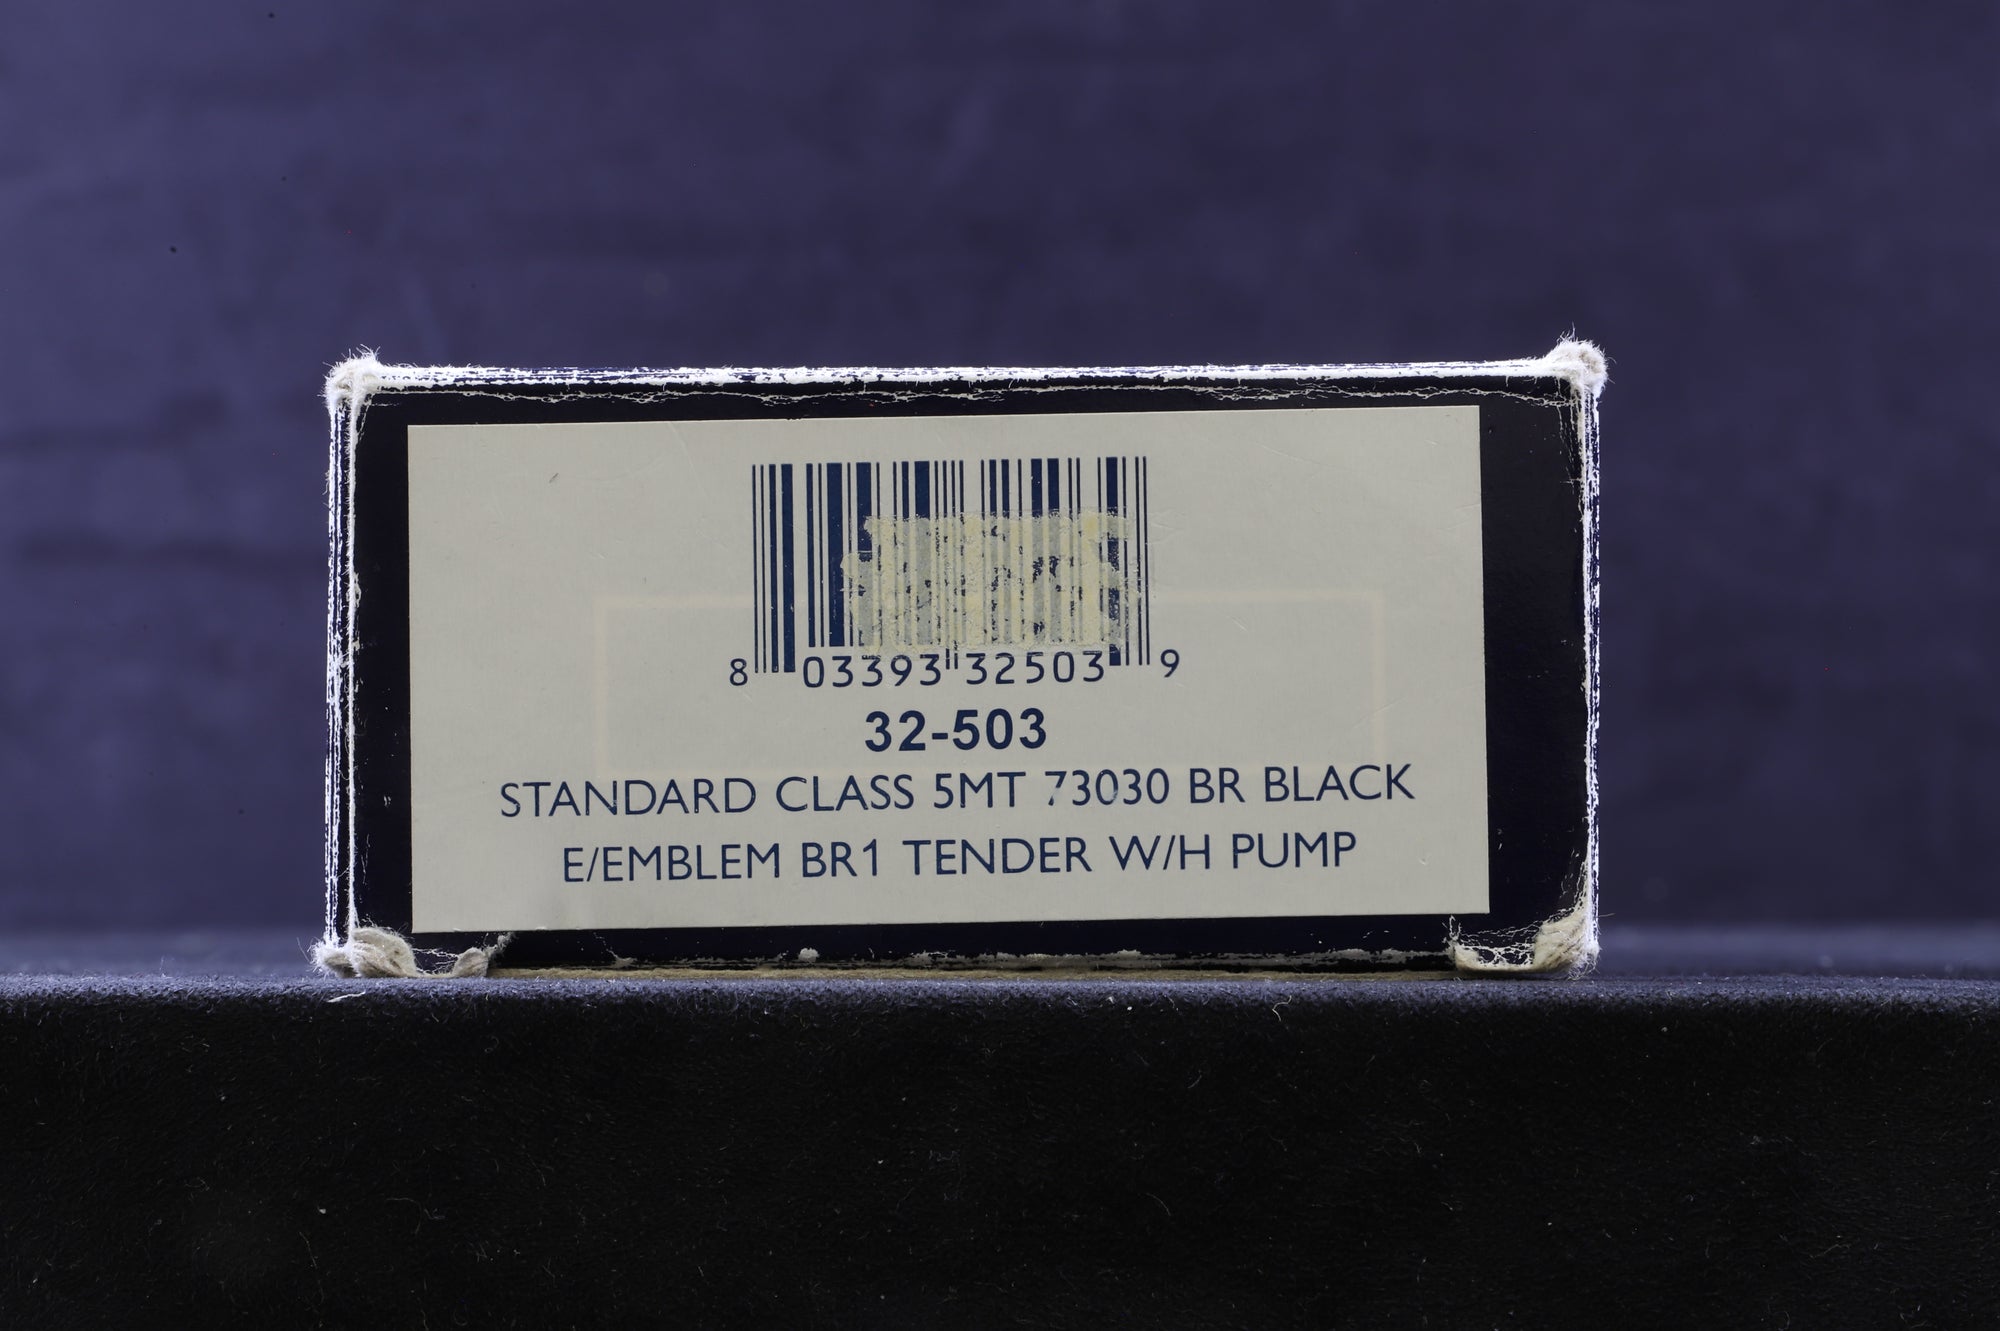 8 03393 32503 9
32-503
STANDARD CLASS 5MT 73030 BR BLACK
E/EMBLEM BR1 TENDER W/H PUMP